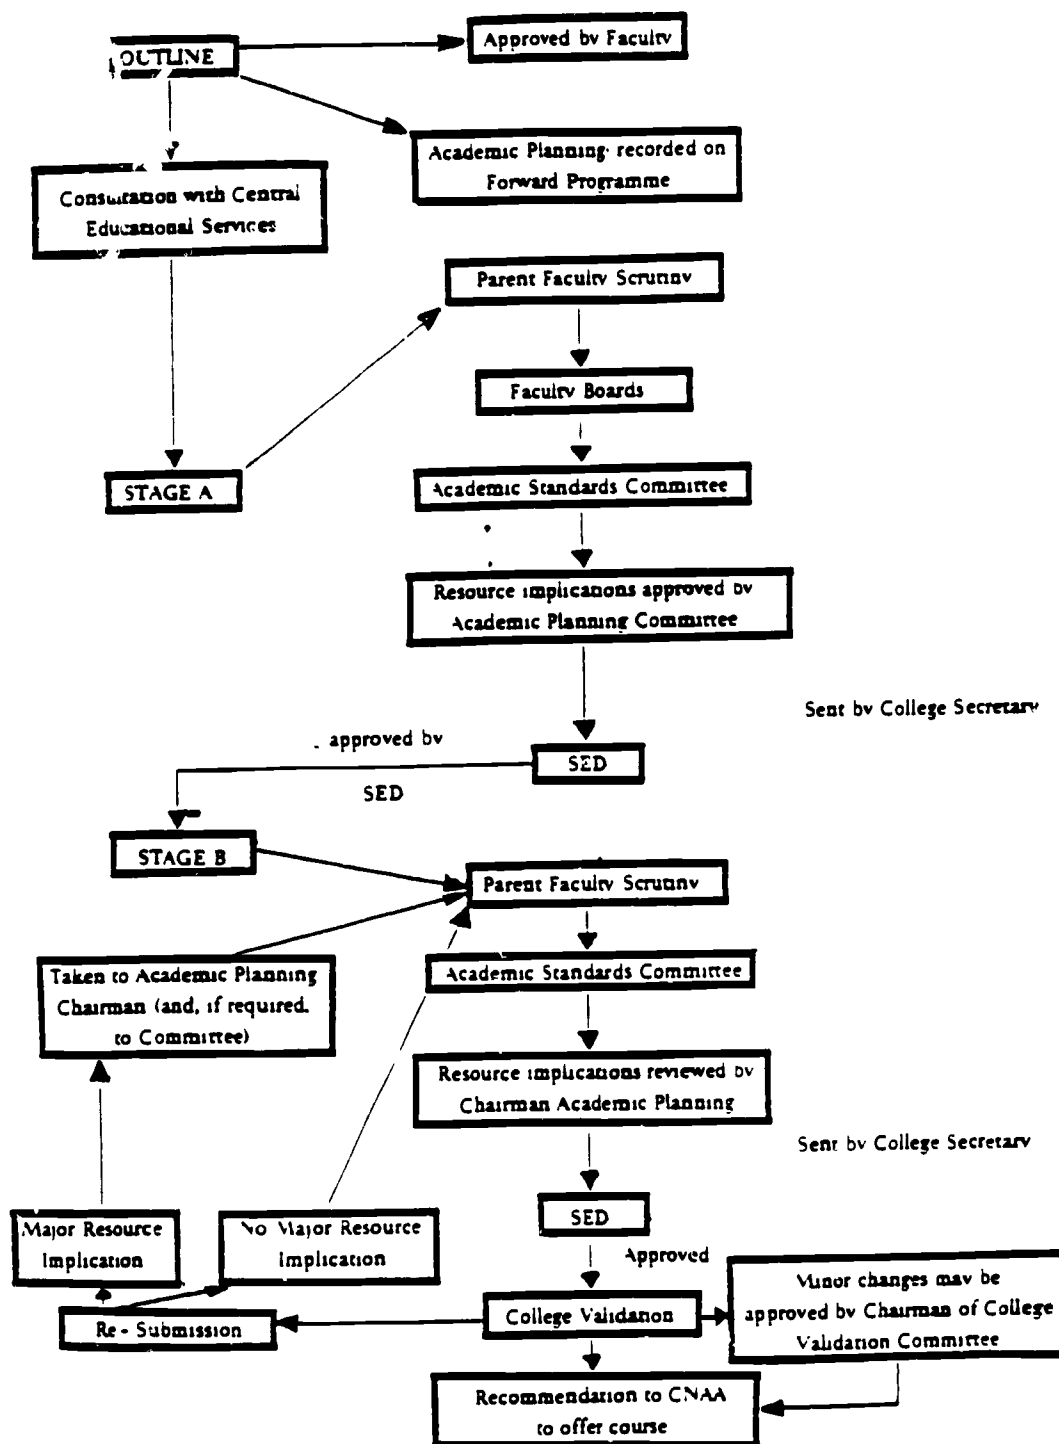 Approved by Faculty
OUTLINE
Academic Planning: recorded on
Forward Programme
Consultation with Central
Educational Services
Parent Faculty Scrutiny
Faculty Boards
STAGE A
Academic Standards Committee
Resource implications approved by
Academic Planning Committee
Sent by College Secretary
approved by
SED
SED
STAGE B
Parent Faculty Scrutiny
Taken to Academic Planning
Chairman (and, if required,
to Committee)
Academic Standards Committee
Resource implications reviewed by
Chairman Academic Planning
Sent by College Secretary
SED
Major Resource
Implication
No Major Resource
Implication
Approved
Minor changes may be
approved by Chairman of College
Validation Committee
College Validation
Re - Submission
Recommendation to CNAA
to offer course